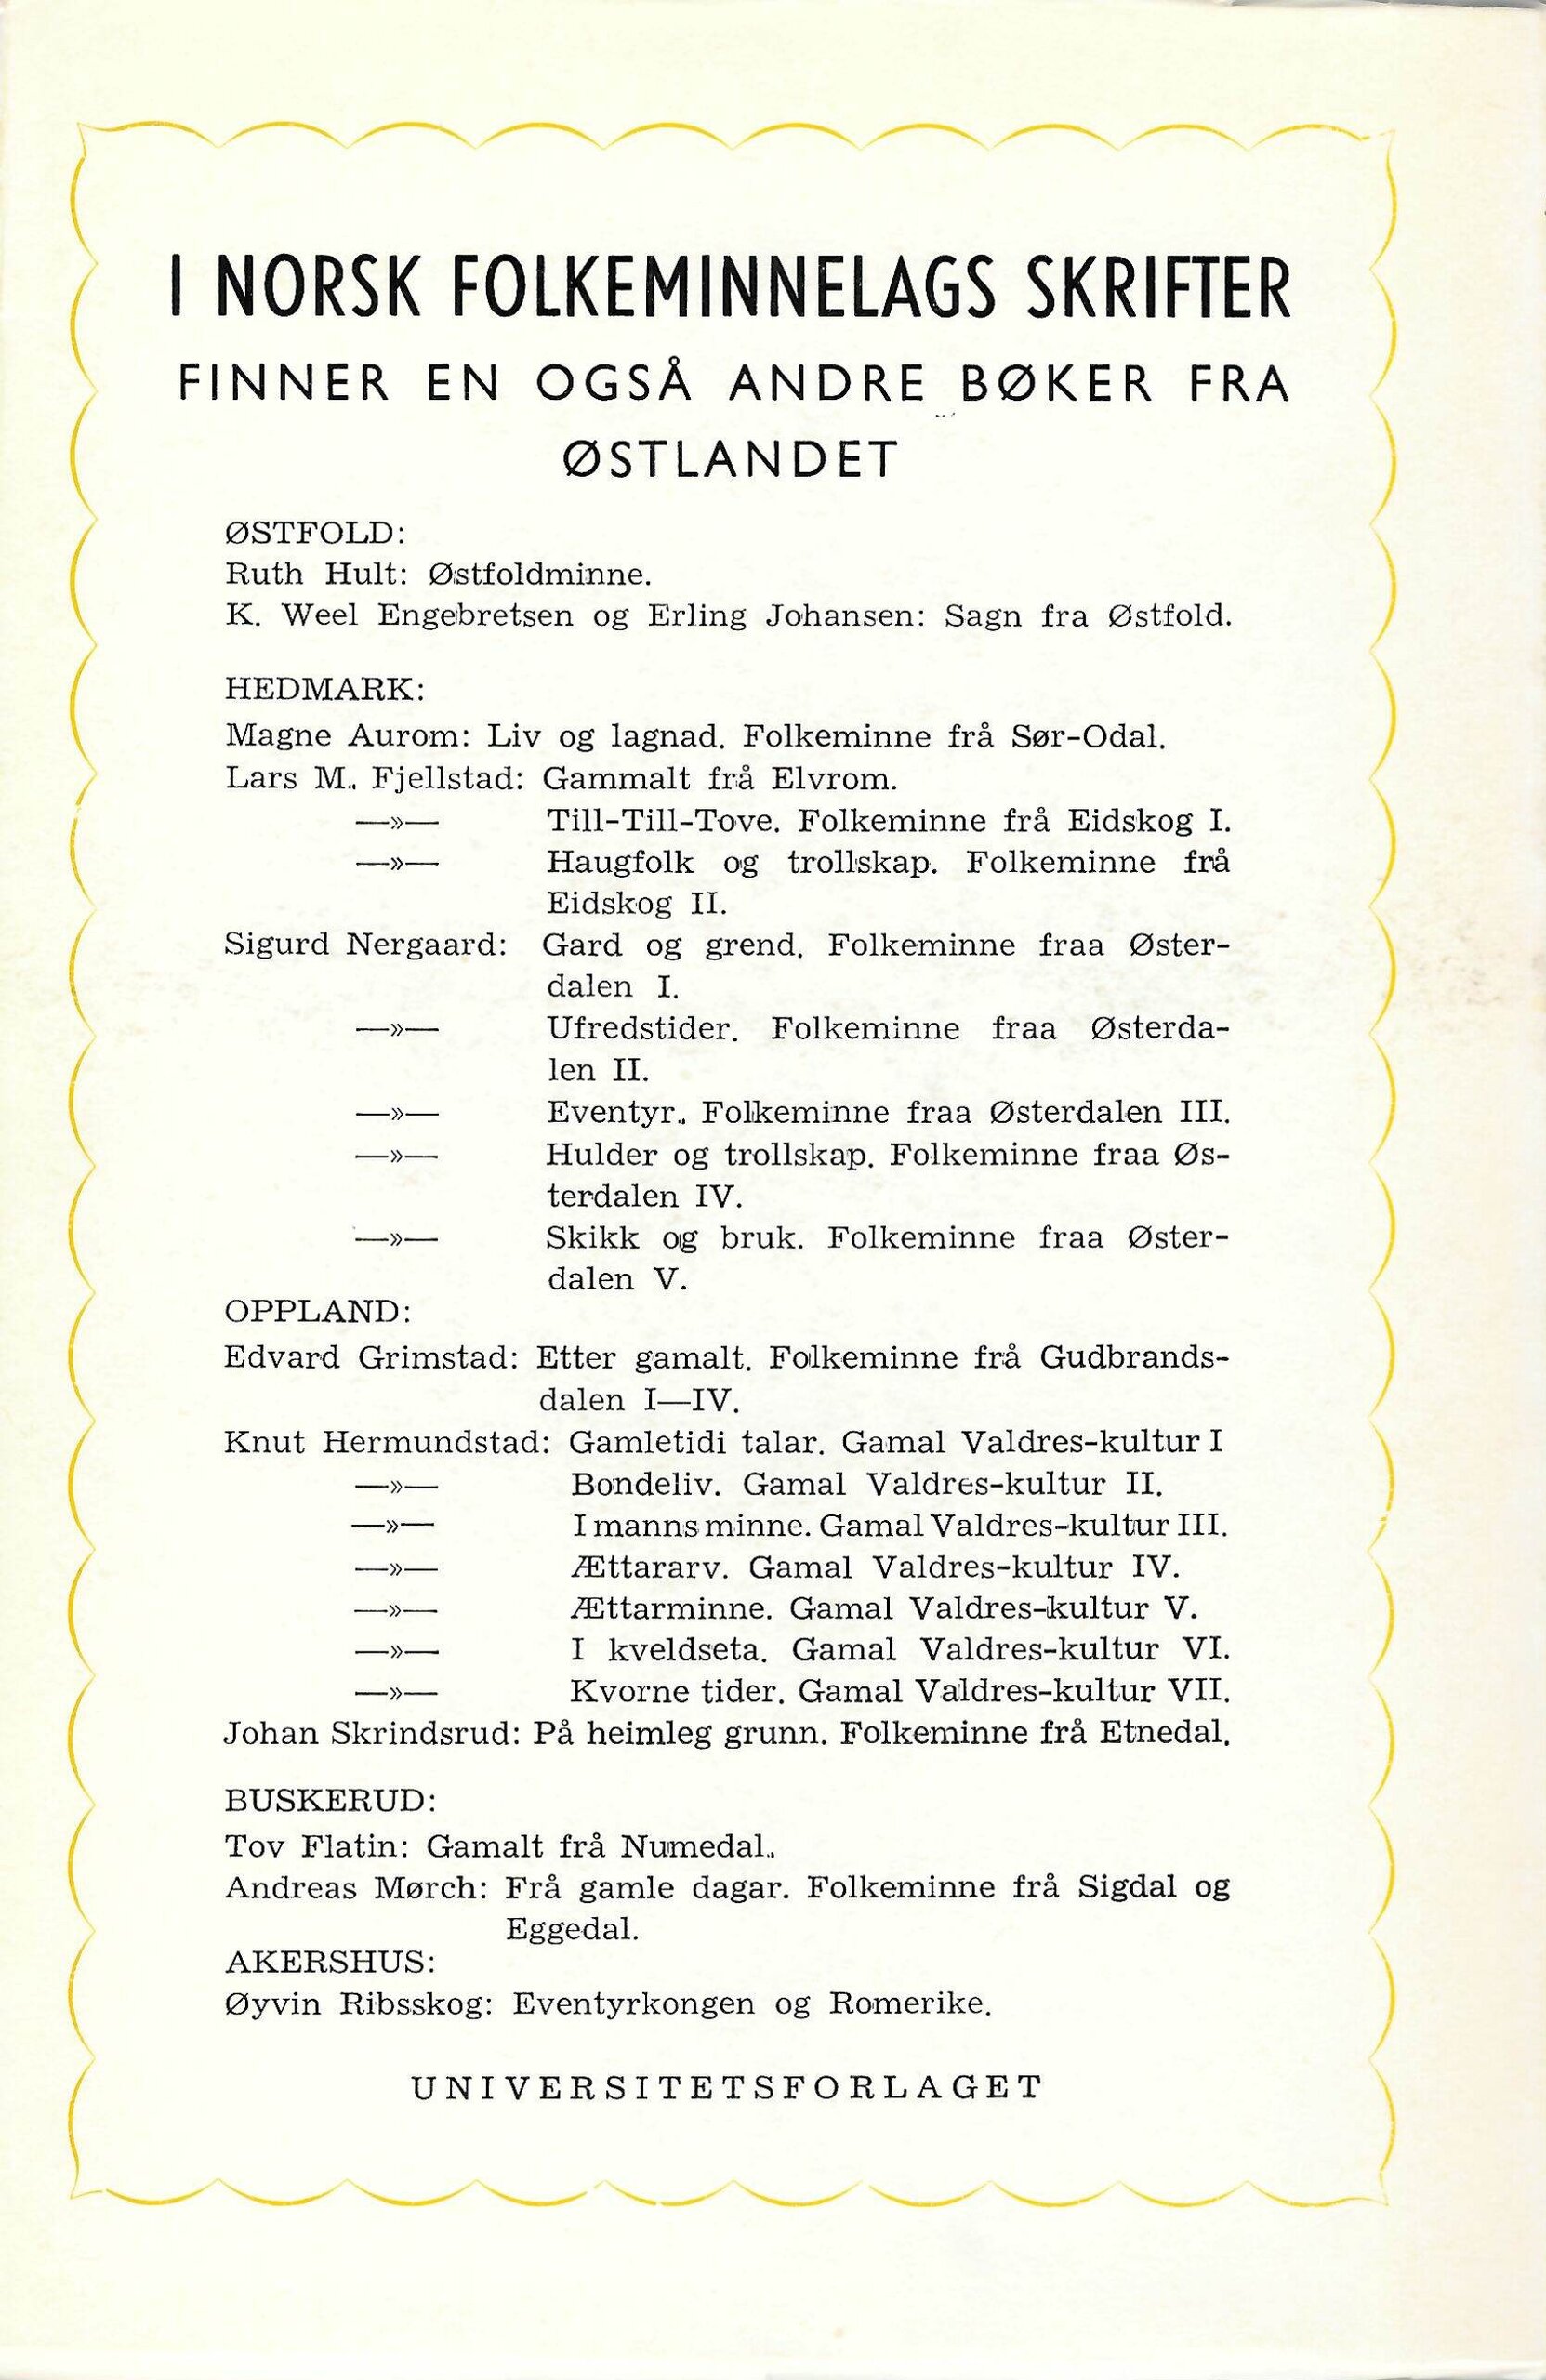 I NORSK FOLKEMINNELAGS SKRIFTER
FINNER EN OGSÅ ANDRE BØKER FRA
ØSTLANDET
ØSTFOLD:
Ruth Hult: Østfoldminne.
K. Weel Engebretsen og Erling Johansen: Sagn fra Østfold.
HEDMARK:
Magne Aurom: Liv og lagnad. Folkeminne frå Sør-Odal.
Lars M. Fjellstad: Gammalt frå Elvrom.
—»— Till-Till-Tove. Folkeminne frå Eidskog I.
—»— Haugfolk og trollskap. Folkeminne frå
Eidskog II.
Sigurd Nergaard: Gard og grend. Folkeminne fraa Øster-
dalen I.
—»— Ufredstider. Folkeminne fraa Østerda-
len II.
—»— Eventyr. Folkeminne fraa Østerdalen III.
—»— Hulder og trollskap. Folkeminne fraa Øs-
terdalen IV.
—»— Skikk og bruk. Folkeminne fraa Øster-
dalen V.
OPPLAND:
Edvard Grimstad: Etter gamalt. Folkeminne frå Gudbrands-
dalen I—IV.
Knut Hermundstad: Gamletidi talar. Gamal Valdres-kultur I
—»— Bondeliv. Gamal Valdres-kultur II.
—»— I manns minne. Gamal Valdres-kultur III.
—»— Ættararv. Gamal Valdres-kultur IV.
—»— Ættarminne. Gamal Valdres-kultur V.
—»— I kveldseta. Gamal Valdres-kultur VI.
—»— Kvorne tider. Gamal Valdres-kultur VII.
Johan Skrindsrud: På heimleg grunn. Folkeminne frå Etnedal.
BUSKERUD:
Tov Flatin: Gamalt frå Numedal.
Andreas Mørch: Frå gamle dagar. Folkeminne frå Sigdal og
Eggedal.
AKERSHUS:
Øyvin Ribsskog: Eventyrkongen og Romerike.
UNIVERSITETSFORLAGET